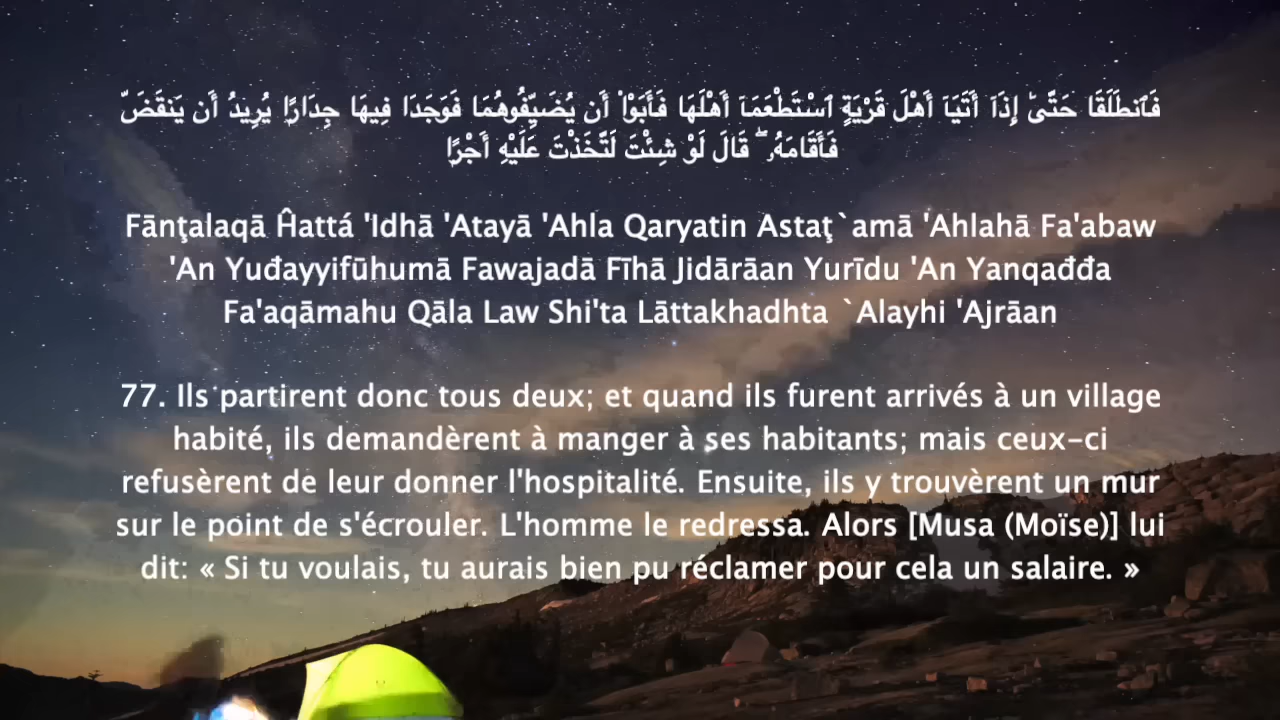 فَٱنطَلَقَا حَتَّىٰٓ إِذَآ أَتَيَآ أَهْلَ قَرْيَةٍ ٱسْتَطْعَمَآ أَهْلَهَا فَأَبَوْا۟ أَن يُضَيِّفُوهُمَا فَوَجَدَا فِيهَا جِدَارًا يُرِيدُ أَن يَنقَضَّ
فَأَقَامَهُۥ ۖ قَالَ لَوْ شِئْتَ لَتَّخَذْتَ عَلَيْهِ أَجْرًا
Fānţalaqā Ĥattá 'Idhā 'Atayā 'Ahla Qaryatin Astaţ`amā 'Ahlahā Fa'abaw
'An Yuđayyifūhumā Fawajadā Fīhā Jidārāan Yurīdu 'An Yanqađđa
Fa'aqāmahu Qāla Law Shi'ta Lāttakhadhta `Alayhi 'Ajrāan
77. Ils partirent donc tous deux; et quand ils furent arrivés à un village
habité, ils demandèrent à manger à ses habitants; mais ceux-ci
refusèrent de leur donner l'hospitalité. Ensuite, ils y trouvèrent un mur
sur le point de s'écrouler. L'homme le redressa. Alors [Musa (Moïse)] lui
dit: « Si tu voulais, tu aurais bien pu réclamer pour cela un salaire. »